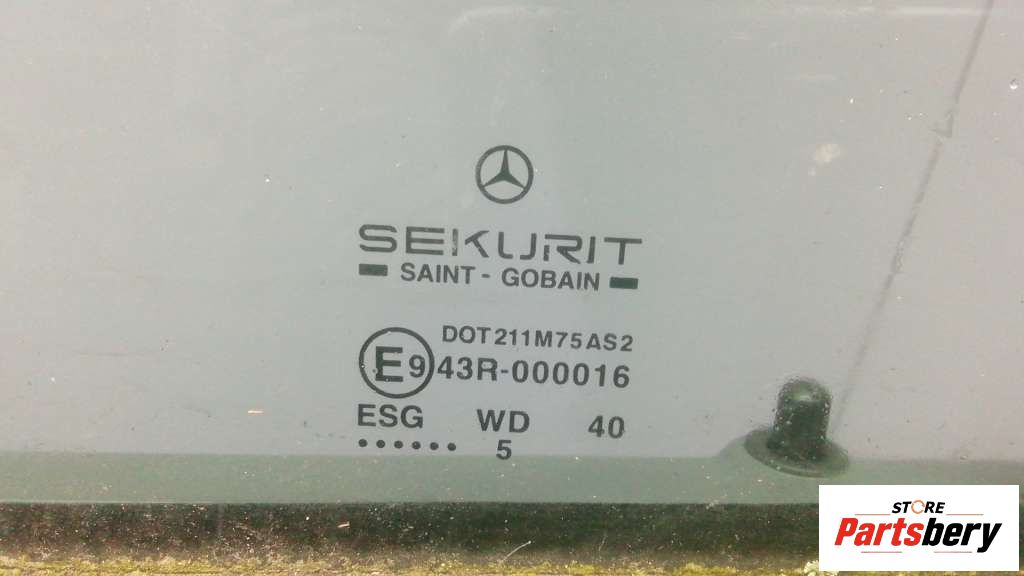 SEKURIT
SAINT - GOBAIN
DOT211M75AS2
E9 43R-000016
ESG WD 40
•••••• 5
STORE
Partsbery